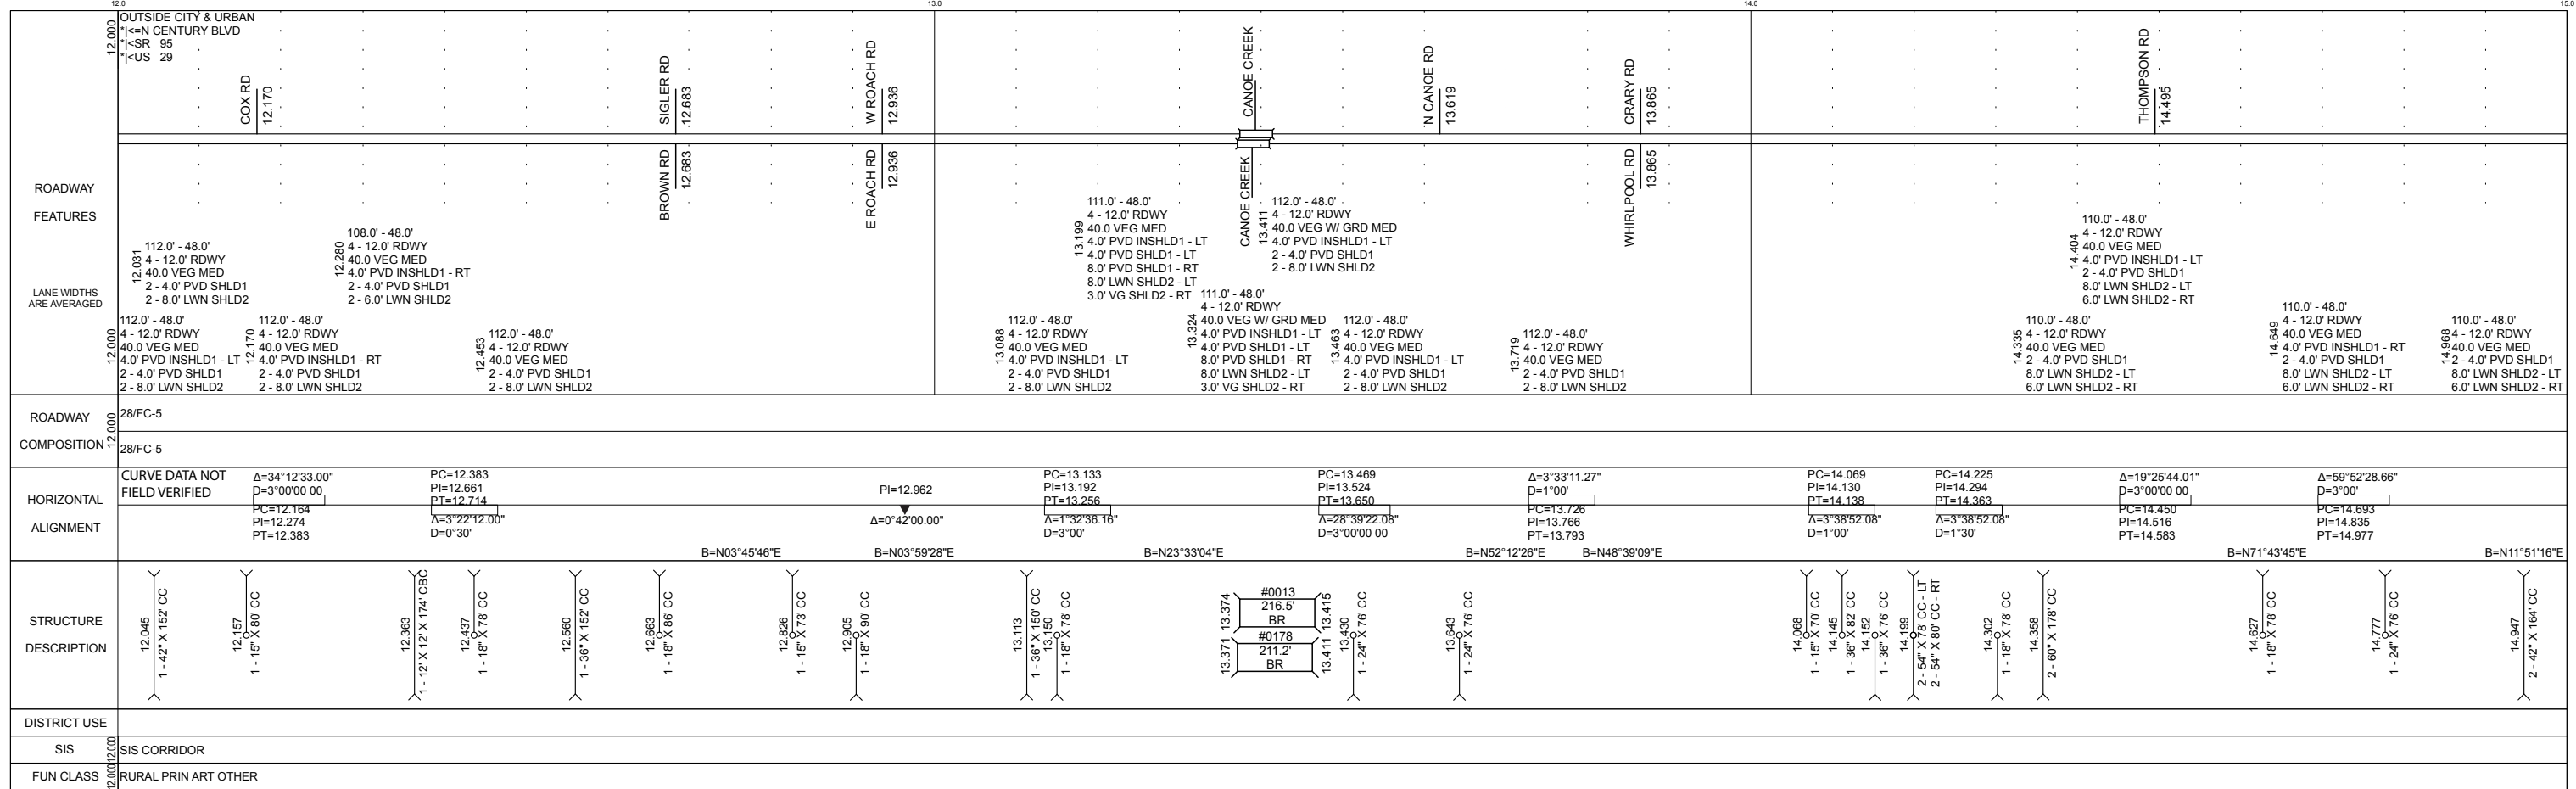 12.0
13.0
14.0
15.0
12.000
OUTSIDE CITY & URBAN
*|<=N CENTURY BLVD
*|<SR 95
*|<US 29
COX RD
12.170
SIGLER RD
12.683
W ROACH RD
12.936
CANOE CREEK
N CANOE RD
13.619
CRARY RD
13.865
THOMPSON RD
14.495
BROWN RD
12.683
E ROACH RD
12.936
CANOE CREEK
WHIRLPOOL RD
13.865
ROADWAY
FEATURES
LANE WIDTHS
ARE AVERAGED
12.000
112.0' - 48.0'
4 - 12.0' RDWY
40.0 VEG MED
4.0' PVD INSHLD1 - LT
2 - 4.0' PVD SHLD1
2 - 8.0' LWN SHLD2
12.031
112.0' - 48.0'
4 - 12.0' RDWY
40.0 VEG MED
2 - 4.0' PVD SHLD1
2 - 8.0' LWN SHLD2
12.170
112.0' - 48.0'
4 - 12.0' RDWY
40.0 VEG MED
4.0' PVD INSHLD1 - RT
2 - 4.0' PVD SHLD1
2 - 8.0' LWN SHLD2
12.280
108.0' - 48.0'
4 - 12.0' RDWY
40.0 VEG MED
4.0' PVD INSHLD1 - RT
2 - 4.0' PVD SHLD1
2 - 6.0' LWN SHLD2
12.453
112.0' - 48.0'
4 - 12.0' RDWY
40.0 VEG MED
2 - 4.0' PVD SHLD1
2 - 8.0' LWN SHLD2
13.088
112.0' - 48.0'
4 - 12.0' RDWY
40.0 VEG MED
4.0' PVD INSHLD1 - LT
2 - 4.0' PVD SHLD1
2 - 8.0' LWN SHLD2
13.199
111.0' - 48.0'
4 - 12.0' RDWY
40.0 VEG MED
4.0' PVD INSHLD1 - LT
4.0' PVD SHLD1 - LT
8.0' PVD SHLD1 - RT
8.0' LWN SHLD2 - LT
3.0' VG SHLD2 - RT
13.324
111.0' - 48.0'
4 - 12.0' RDWY
40.0 VEG W/ GRD MED
4.0' PVD INSHLD1 - LT
4.0' PVD SHLD1 - LT
8.0' PVD SHLD1 - RT
8.0' LWN SHLD2 - LT
3.0' VG SHLD2 - RT
13.411
112.0' - 48.0'
4 - 12.0' RDWY
40.0 VEG W/ GRD MED
4.0' PVD INSHLD1 - LT
2 - 4.0' PVD SHLD1
2 - 8.0' LWN SHLD2
13.463
112.0' - 48.0'
4 - 12.0' RDWY
40.0 VEG MED
4.0' PVD INSHLD1 - LT
2 - 4.0' PVD SHLD1
2 - 8.0' LWN SHLD2
13.719
112.0' - 48.0'
4 - 12.0' RDWY
40.0 VEG MED
2 - 4.0' PVD SHLD1
2 - 8.0' LWN SHLD2
14.335
110.0' - 48.0'
4 - 12.0' RDWY
40.0 VEG MED
2 - 4.0' PVD SHLD1
8.0' LWN SHLD2 - LT
6.0' LWN SHLD2 - RT
14.404
110.0' - 48.0'
4 - 12.0' RDWY
40.0 VEG MED
4.0' PVD INSHLD1 - LT
2 - 4.0' PVD SHLD1
8.0' LWN SHLD2 - LT
6.0' LWN SHLD2 - RT
14.649
110.0' - 48.0'
4 - 12.0' RDWY
40.0 VEG MED
4.0' PVD INSHLD1 - RT
2 - 4.0' PVD SHLD1
8.0' LWN SHLD2 - LT
6.0' LWN SHLD2 - RT
14.968
110.0' - 48.0'
4 - 12.0' RDWY
40.0 VEG MED
2 - 4.0' PVD SHLD1
8.0' LWN SHLD2 - LT
6.0' LWN SHLD2 - RT
ROADWAY
COMPOSITION
12.000
28/FC-5
28/FC-5
HORIZONTAL
ALIGNMENT
CURVE DATA NOT
FIELD VERIFIED
Δ=34°12'33.00"
D=3°00'00 00
PC=12.164
PI=12.274
PT=12.383
PC=12.383
PI=12.661
PT=12.714
Δ=3°22'12.00"
D=0°30'
B=N03°45'46"E
PI=12.962
Δ=0°42'00.00"
B=N03°59'28"E
PC=13.133
PI=13.192
PT=13.256
Δ=1°32'36.16"
D=3°00'
B=N23°33'04"E
PC=13.469
PI=13.524
PT=13.650
Δ=28°39'22.08"
D=3°00'00 00
B=N52°12'26"E
Δ=3°33'11.27"
D=1°00'
PC=13.726
PI=13.766
PT=13.793
B=N48°39'09"E
PC=14.069
PI=14.130
PT=14.138
Δ=3°38'52.08"
D=1°00'
PC=14.225
PI=14.294
PT=14.363
Δ=3°38'52.08"
D=1°30'
Δ=19°25'44.01"
D=3°00'00 00
PC=14.450
PI=14.516
PT=14.583
B=N71°43'45"E
Δ=59°52'28.66"
D=3°00'
PC=14.693
PI=14.835
PT=14.977
B=N11°51'16"E
STRUCTURE
DESCRIPTION
12.045
1 - 42" X 152' CC
12.157
1 - 15" X 80' CC
12.363
1 - 12' X 12' X 174' CBC
12.437
1 - 18" X 78' CC
12.560
1 - 36" X 152' CC
12.663
1 - 18" X 86' CC
12.826
1 - 15" X 73' CC
12.905
1 - 18" X 90' CC
13.113
1 - 36" X 150' CC
13.150
1 - 18" X 78' CC
13.374
#0013
216.5'
BR
13.415
13.371
#0178
211.2'
BR
13.411
13.430
1 - 24" X 76' CC
13.643
1 - 24" X 76' CC
14.068
1 - 15" X 70' CC
14.145
1 - 36" X 82' CC
14.152
1 - 36" X 76' CC
14.199
2 - 54" X 78' CC - LT
2 - 54" X 80' CC - RT
14.302
1 - 18" X 78' CC
14.358
2 - 60" X 178' CC
14.627
1 - 18" X 78' CC
14.777
1 - 24" X 76' CC
14.947
2 - 42" X 164' CC
DISTRICT USE
SIS
12.000
SIS CORRIDOR
FUN CLASS
12.000
RURAL PRIN ART OTHER